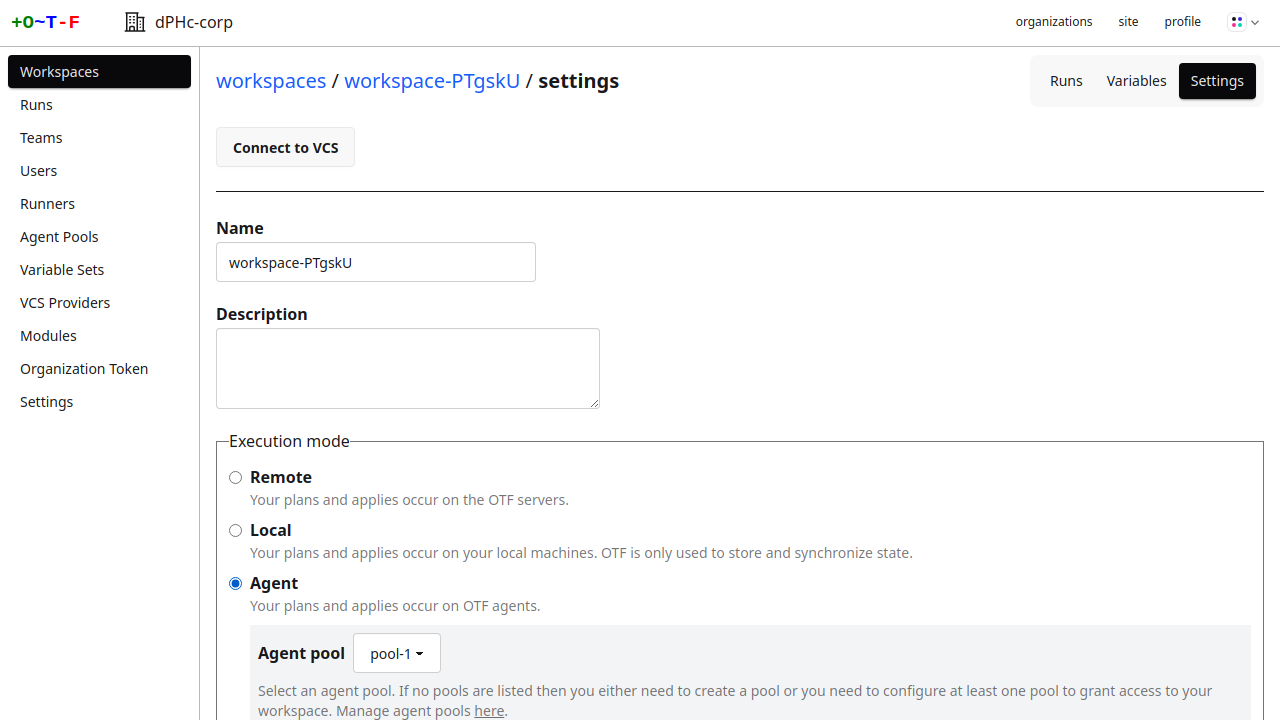 +O~T-F
dPHc-corp
organizations
site
profile
Workspaces
Runs
Teams
Users
Runners
Agent Pools
Variable Sets
VCS Providers
Modules
Organization Token
Settings
workspaces / workspace-PTgskU / settings
Runs
Variables
Settings
Connect to VCS
Name
workspace-PTgskU
Description
Execution mode
Remote
Your plans and applies occur on the OTF servers.
Local
Your plans and applies occur on your local machines. OTF is only used to store and synchronize state.
Agent
Your plans and applies occur on OTF agents.
Agent pool
pool-1
Select an agent pool. If no pools are listed then you either need to create a pool or you need to configure at least one pool to grant access to your
workspace. Manage agent pools here.